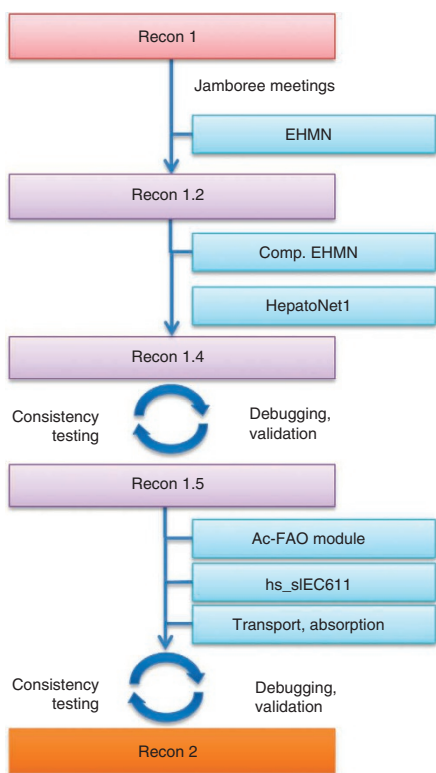 Recon 1
Jamboree meetings
EHMN
Recon 1.2
Comp. EHMN
HepatoNet1
Recon 1.4
Consistency
testing
Debugging,
validation
Recon 1.5
Ac-FAO module
hs_sIEC611
Transport, absorption
Consistency
testing
Debugging,
validation
Recon 2